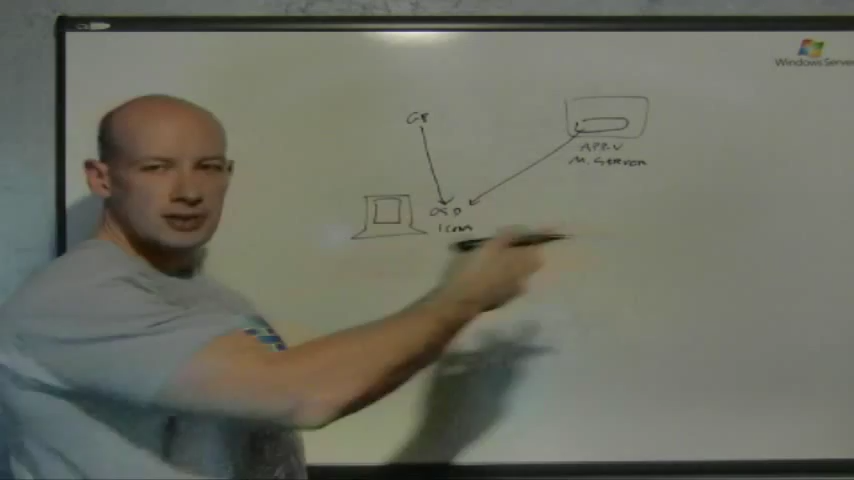 Windows Server
GP
APP-V
M. SERVER
OSD
ICON